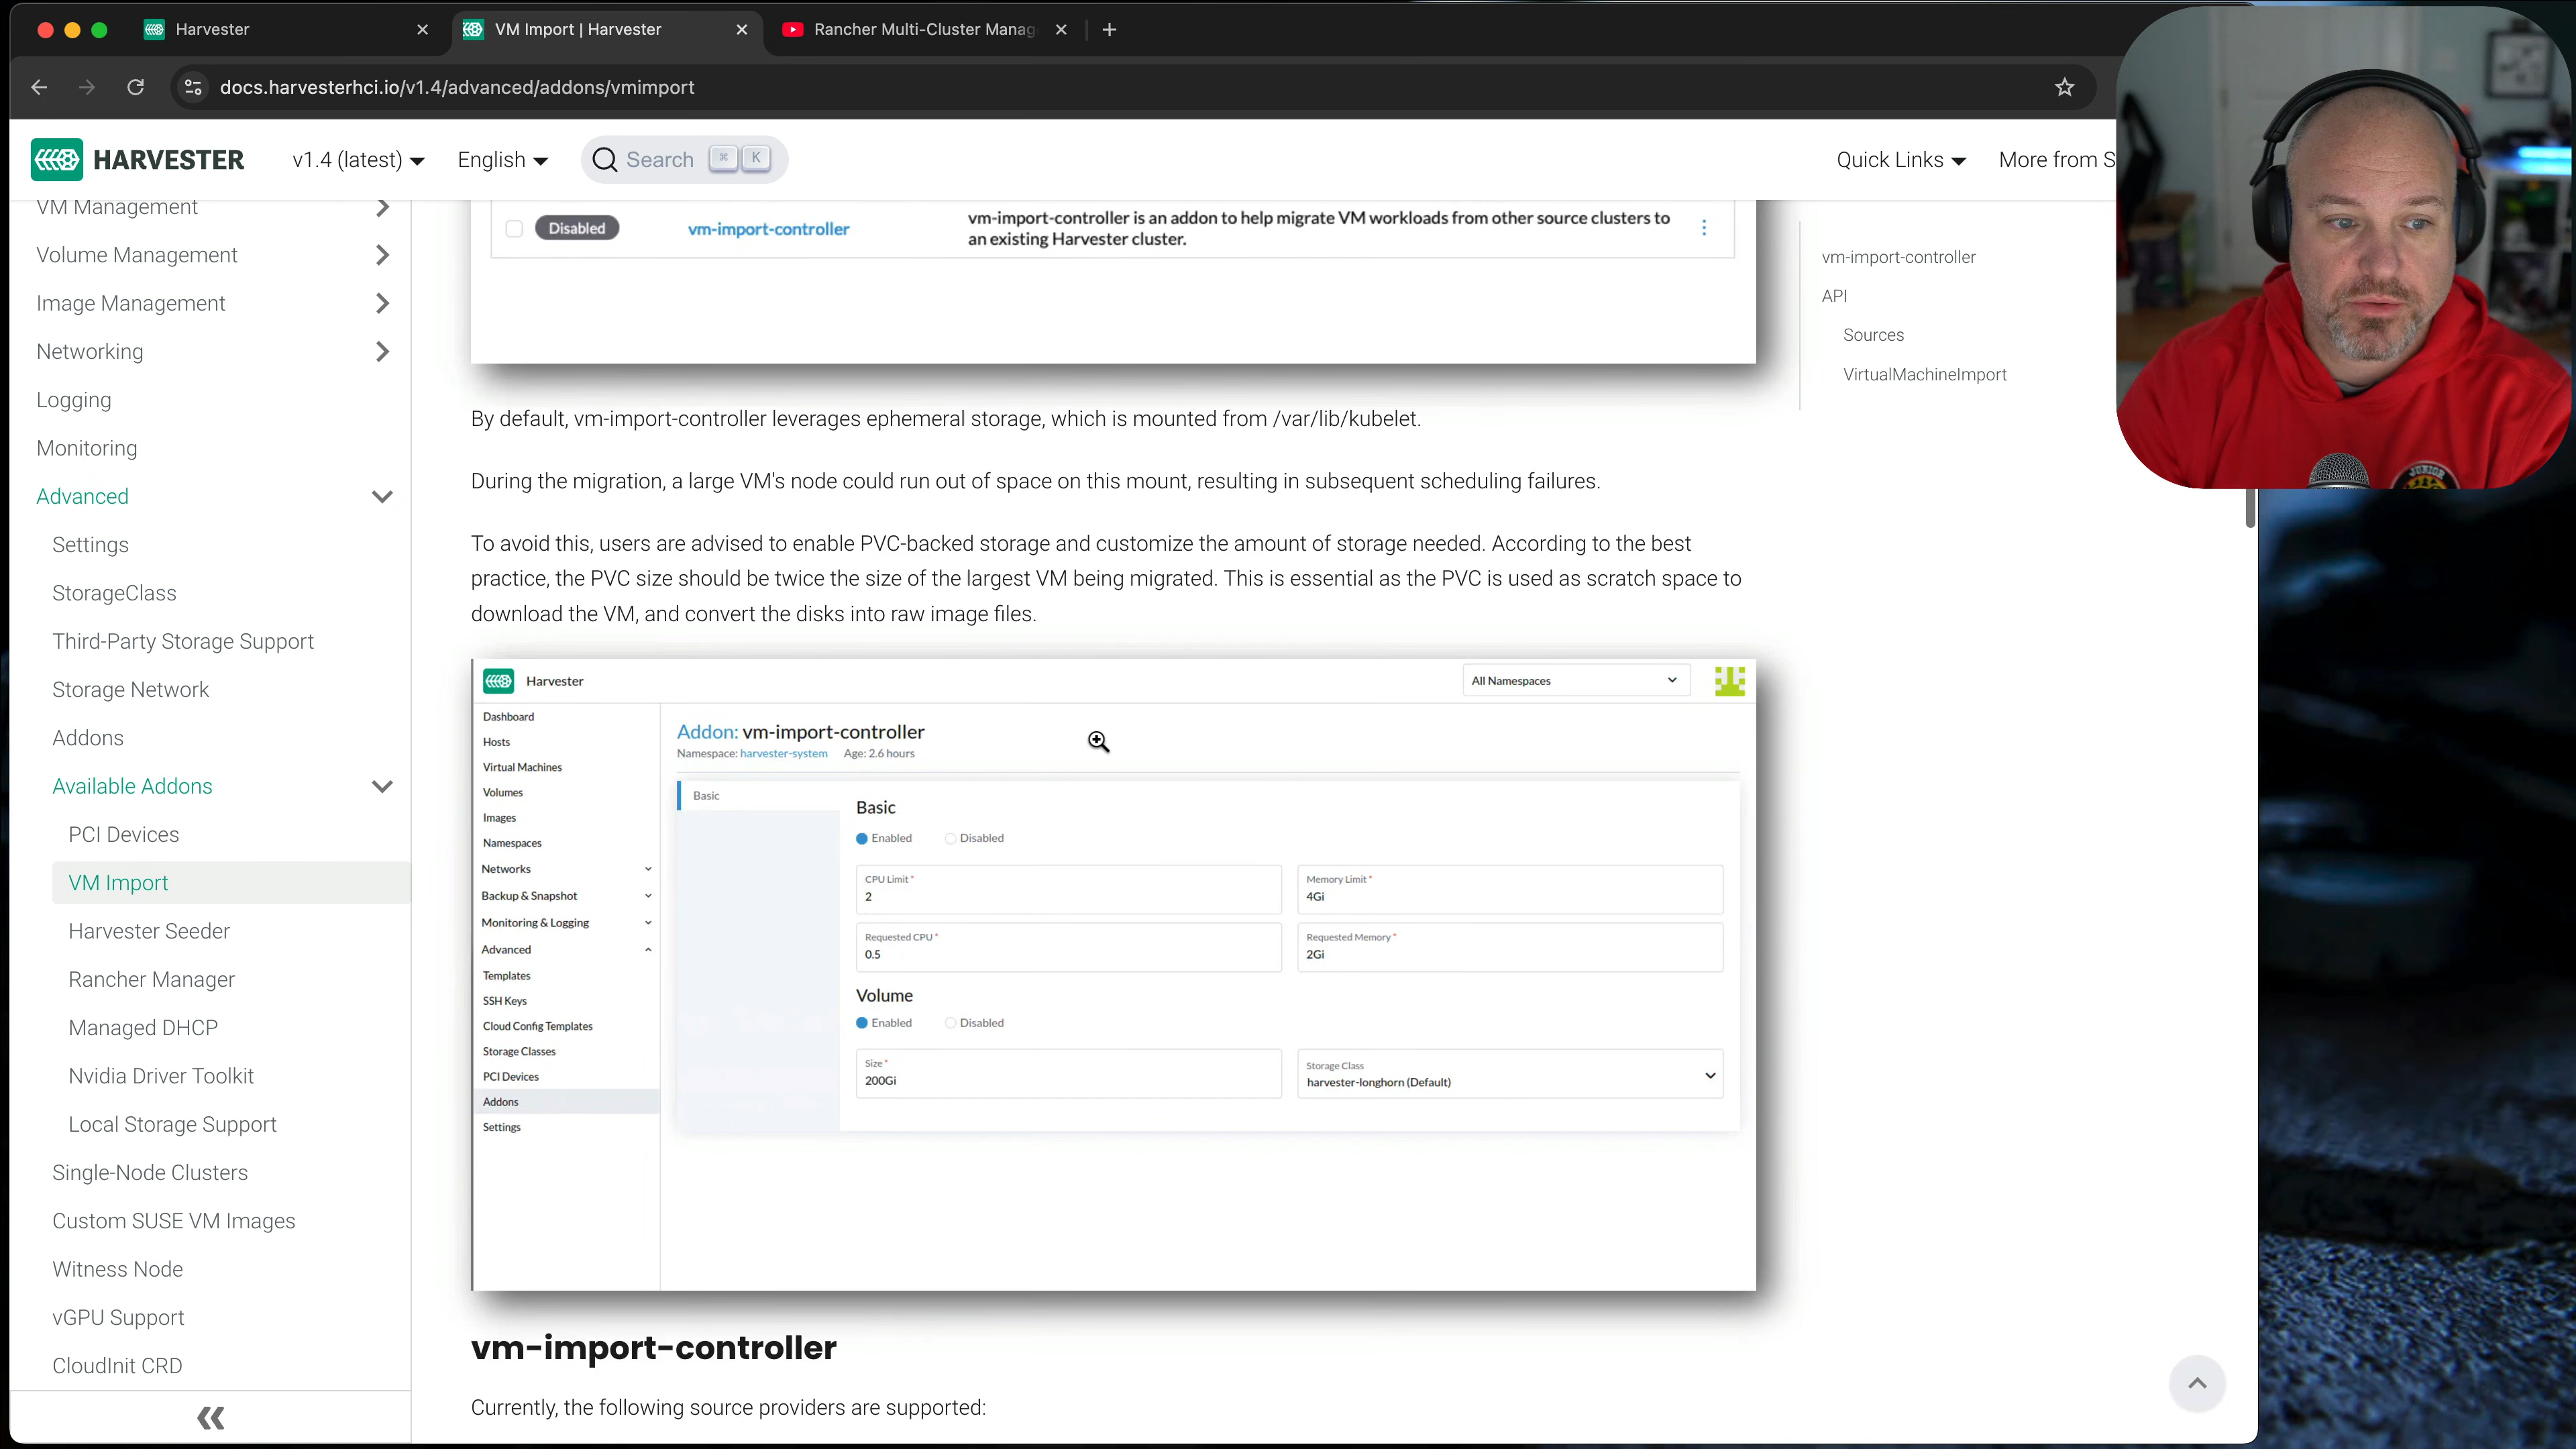 Harvester
VM Import | Harvester
Rancher Multi-Cluster Manag
docs.harvesterhci.io/v1.4/advanced/addons/vmimport
HARVESTER
v1.4 (latest)
English
Search
⌘ K
Quick Links
More from S
VM Management
Volume Management
Image Management
Networking
Logging
Monitoring
Advanced
Settings
StorageClass
Third-Party Storage Support
Storage Network
Addons
Available Addons
PCI Devices
VM Import
Harvester Seeder
Rancher Manager
Managed DHCP
Nvidia Driver Toolkit
Local Storage Support
Single-Node Clusters
Custom SUSE VM Images
Witness Node
vGPU Support
CloudInit CRD
Disabled
vm-import-controller
vm-import-controller is an addon to help migrate VM workloads from other source clusters to
an existing Harvester cluster.
By default, vm-import-controller leverages ephemeral storage, which is mounted from /var/lib/kubelet.
During the migration, a large VM's node could run out of space on this mount, resulting in subsequent scheduling failures.
To avoid this, users are advised to enable PVC-backed storage and customize the amount of storage needed. According to the best
practice, the PVC size should be twice the size of the largest VM being migrated. This is essential as the PVC is used as scratch space to
download the VM, and convert the disks into raw image files.
Harvester
All Namespaces
Dashboard
Hosts
Virtual Machines
Volumes
Images
Namespaces
Networks
Backup & Snapshot
Monitoring & Logging
Advanced
Templates
SSH Keys
Cloud Config Templates
Storage Classes
PCI Devices
Addons
Settings
Addon: vm-import-controller
Namespace: harvester-system Age: 2.6 hours
Basic
Basic
Enabled
Disabled
CPU Limit *
2
Memory Limit *
4Gi
Requested CPU *
0.5
Requested Memory *
2Gi
Volume
Enabled
Disabled
Size *
200Gi
Storage Class
harvester-longhorn (Default)
vm-import-controller
Currently, the following source providers are supported:
vm-import-controller
API
Sources
VirtualMachineImport
JUNIOR